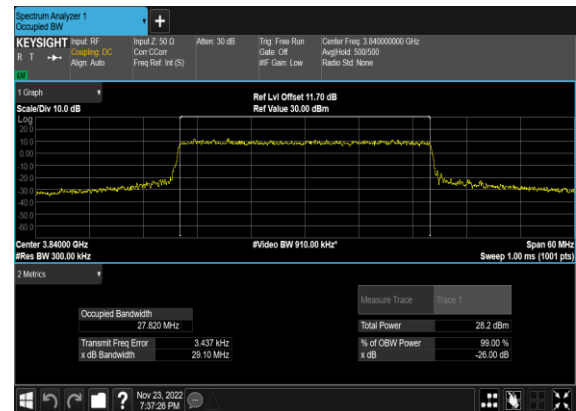 Spectrum Analyzer 1
Occupied BW
+
KEYSIGHT Input: RF Input Z: 50 Ω Atten: 30 dB Trig: Free Run Center Freq: 3.840000000 GHz
R T Coupling: DC Corr CCorr Gate: Off Avg|Hold: 500/500
Align: Auto Freq Ref: Int (S) #IF Gain: Low Radio Std: None
1 Graph
Ref Lvl Offset 11.70 dB
Scale/Div 10.0 dB Ref Value 30.00 dBm
Log
20.0
10.0
0.00
-10.0
-20.0
-30.0
-40.0
-50.0
-60.0
Center 3.84000 GHz #Video BW 910.00 kHz* Span 60 MHz
#Res BW 300.00 kHz Sweep 1.00 ms (1001 pts)
2 Metrics
Measure Trace Trace 1
Occupied Bandwidth
27.820 MHz Total Power 28.2 dBm
Transmit Freq Error 3.437 kHz % of OBW Power 99.00 %
x dB Bandwidth 29.10 MHz x dB -26.00 dB
? Nov 23, 2022
7:37:26 PM